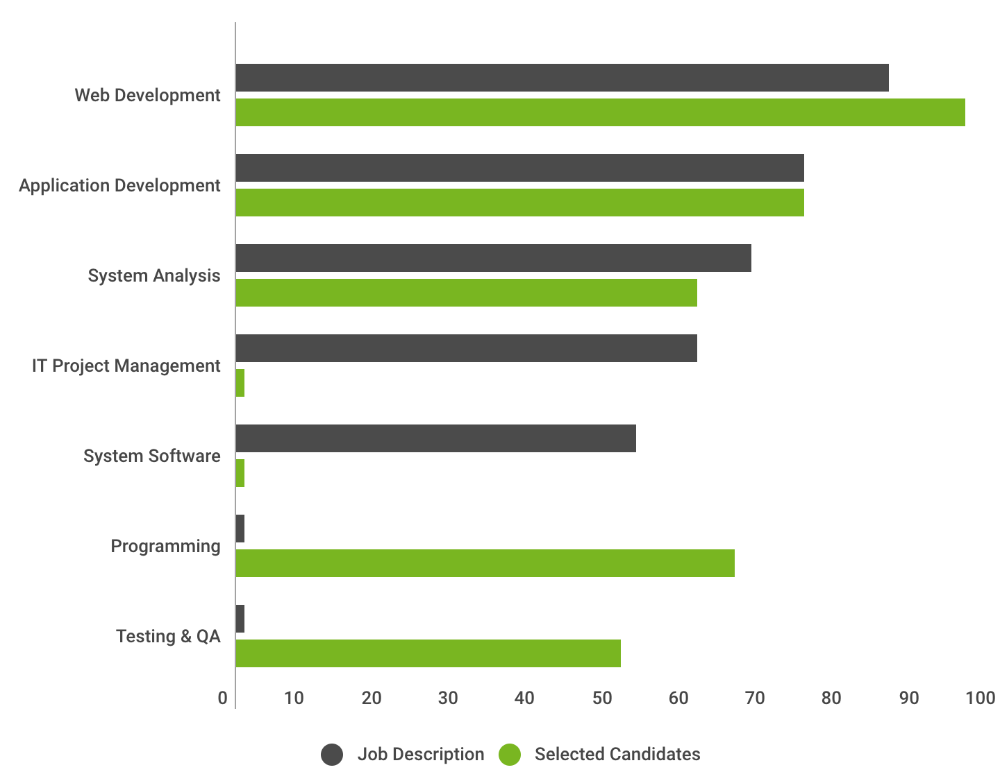 Web Development
Application Development
System Analysis
IT Project Management
System Software
Programming
Testing & QA
0 10 20 30 40 50 60 70 80 90 100
Job Description Selected Candidates